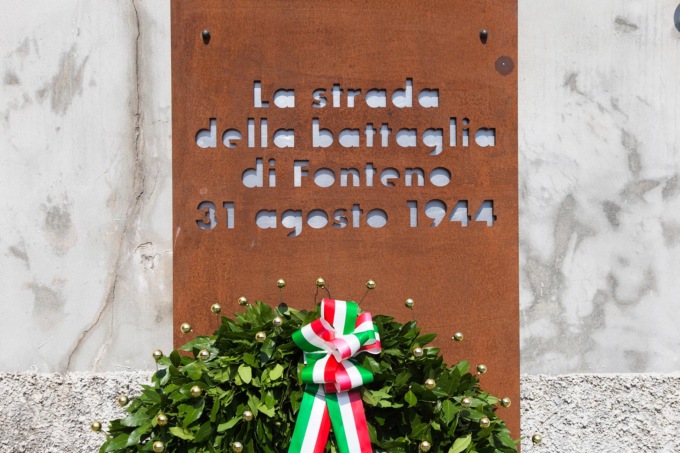 La strada
della battaglia
di Fonteno
31 agosto 1944